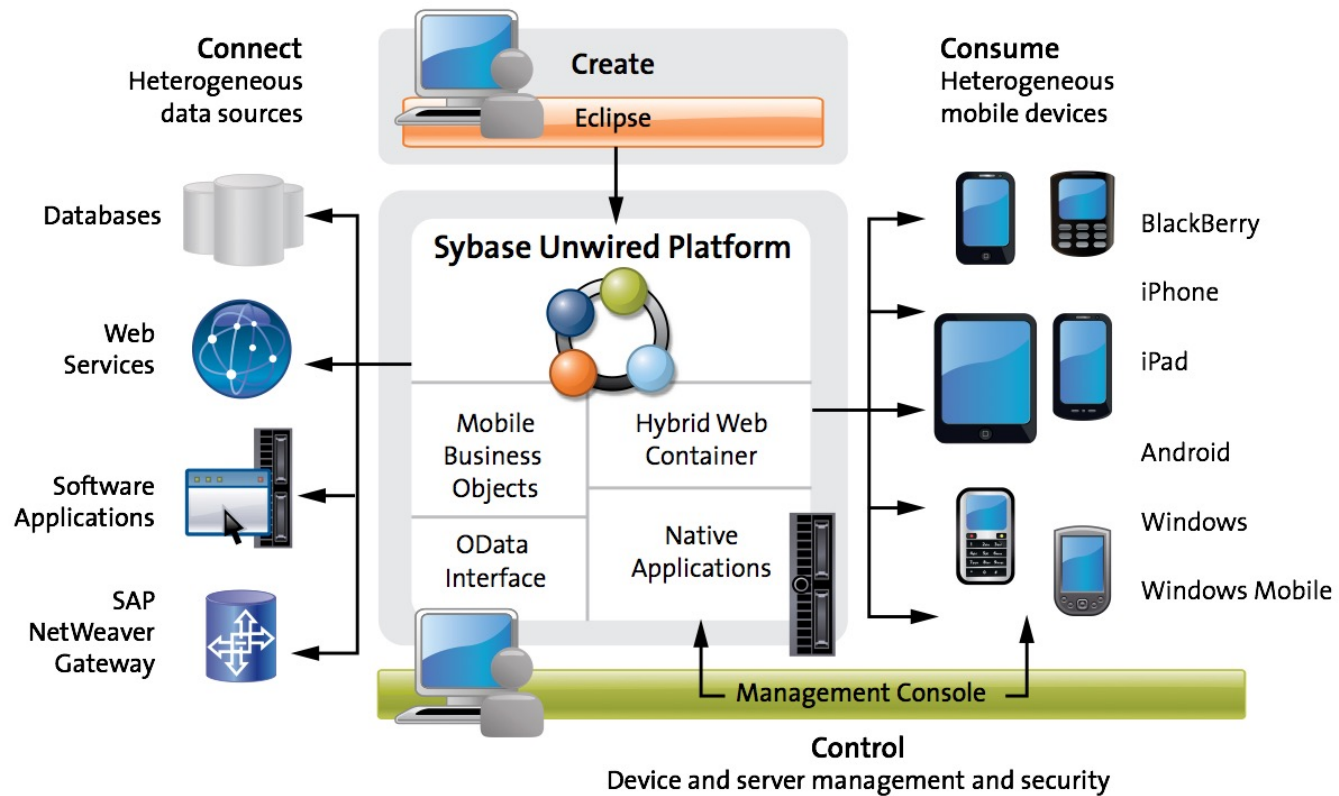 Connect
Heterogeneous
data sources
Create
Eclipse
Consume
Heterogeneous
mobile devices
Databases
Web
Services
Software
Applications
SAP
NetWeaver
Gateway
Sybase Unwired Platform
Mobile
Business
Objects
Hybrid Web
Container
OData
Interface
Native
Applications
BlackBerry
iPhone
iPad
Android
Windows
Windows Mobile
Management Console
Control
Device and server management and security